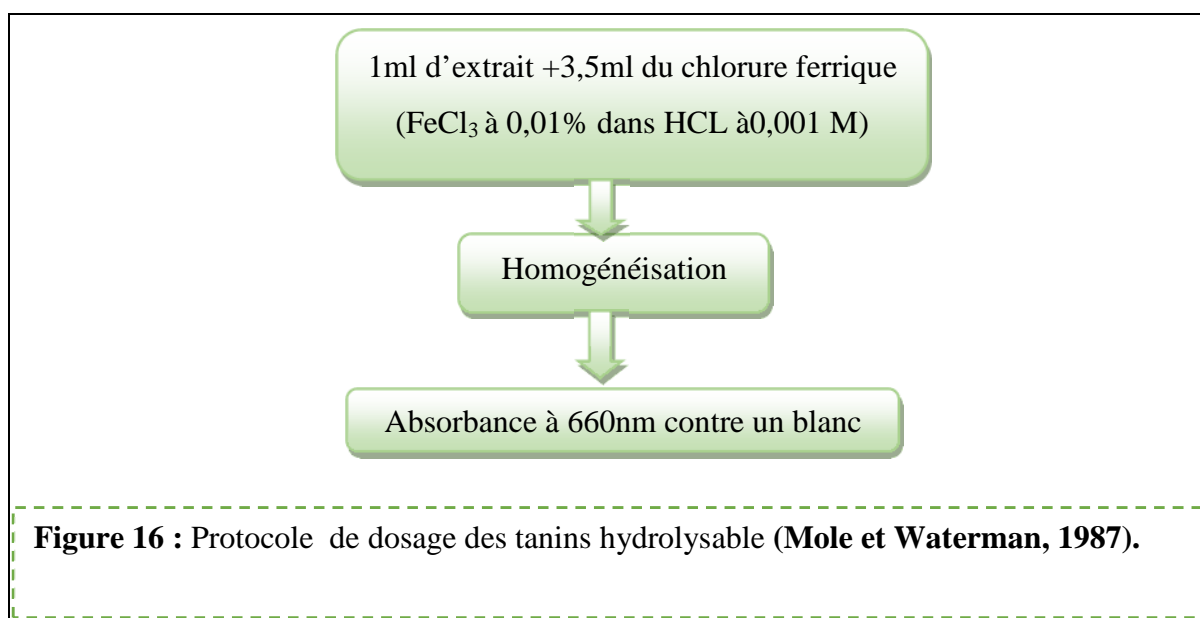 1ml d’extrait +3,5ml du chlorure ferrique
(FeCl₃ à 0,01% dans HCL à0,001 M)
Homogénéisation
Absorbance à 660nm contre un blanc
Figure 16 : Protocole de dosage des tanins hydrolysable (Mole et Waterman, 1987).